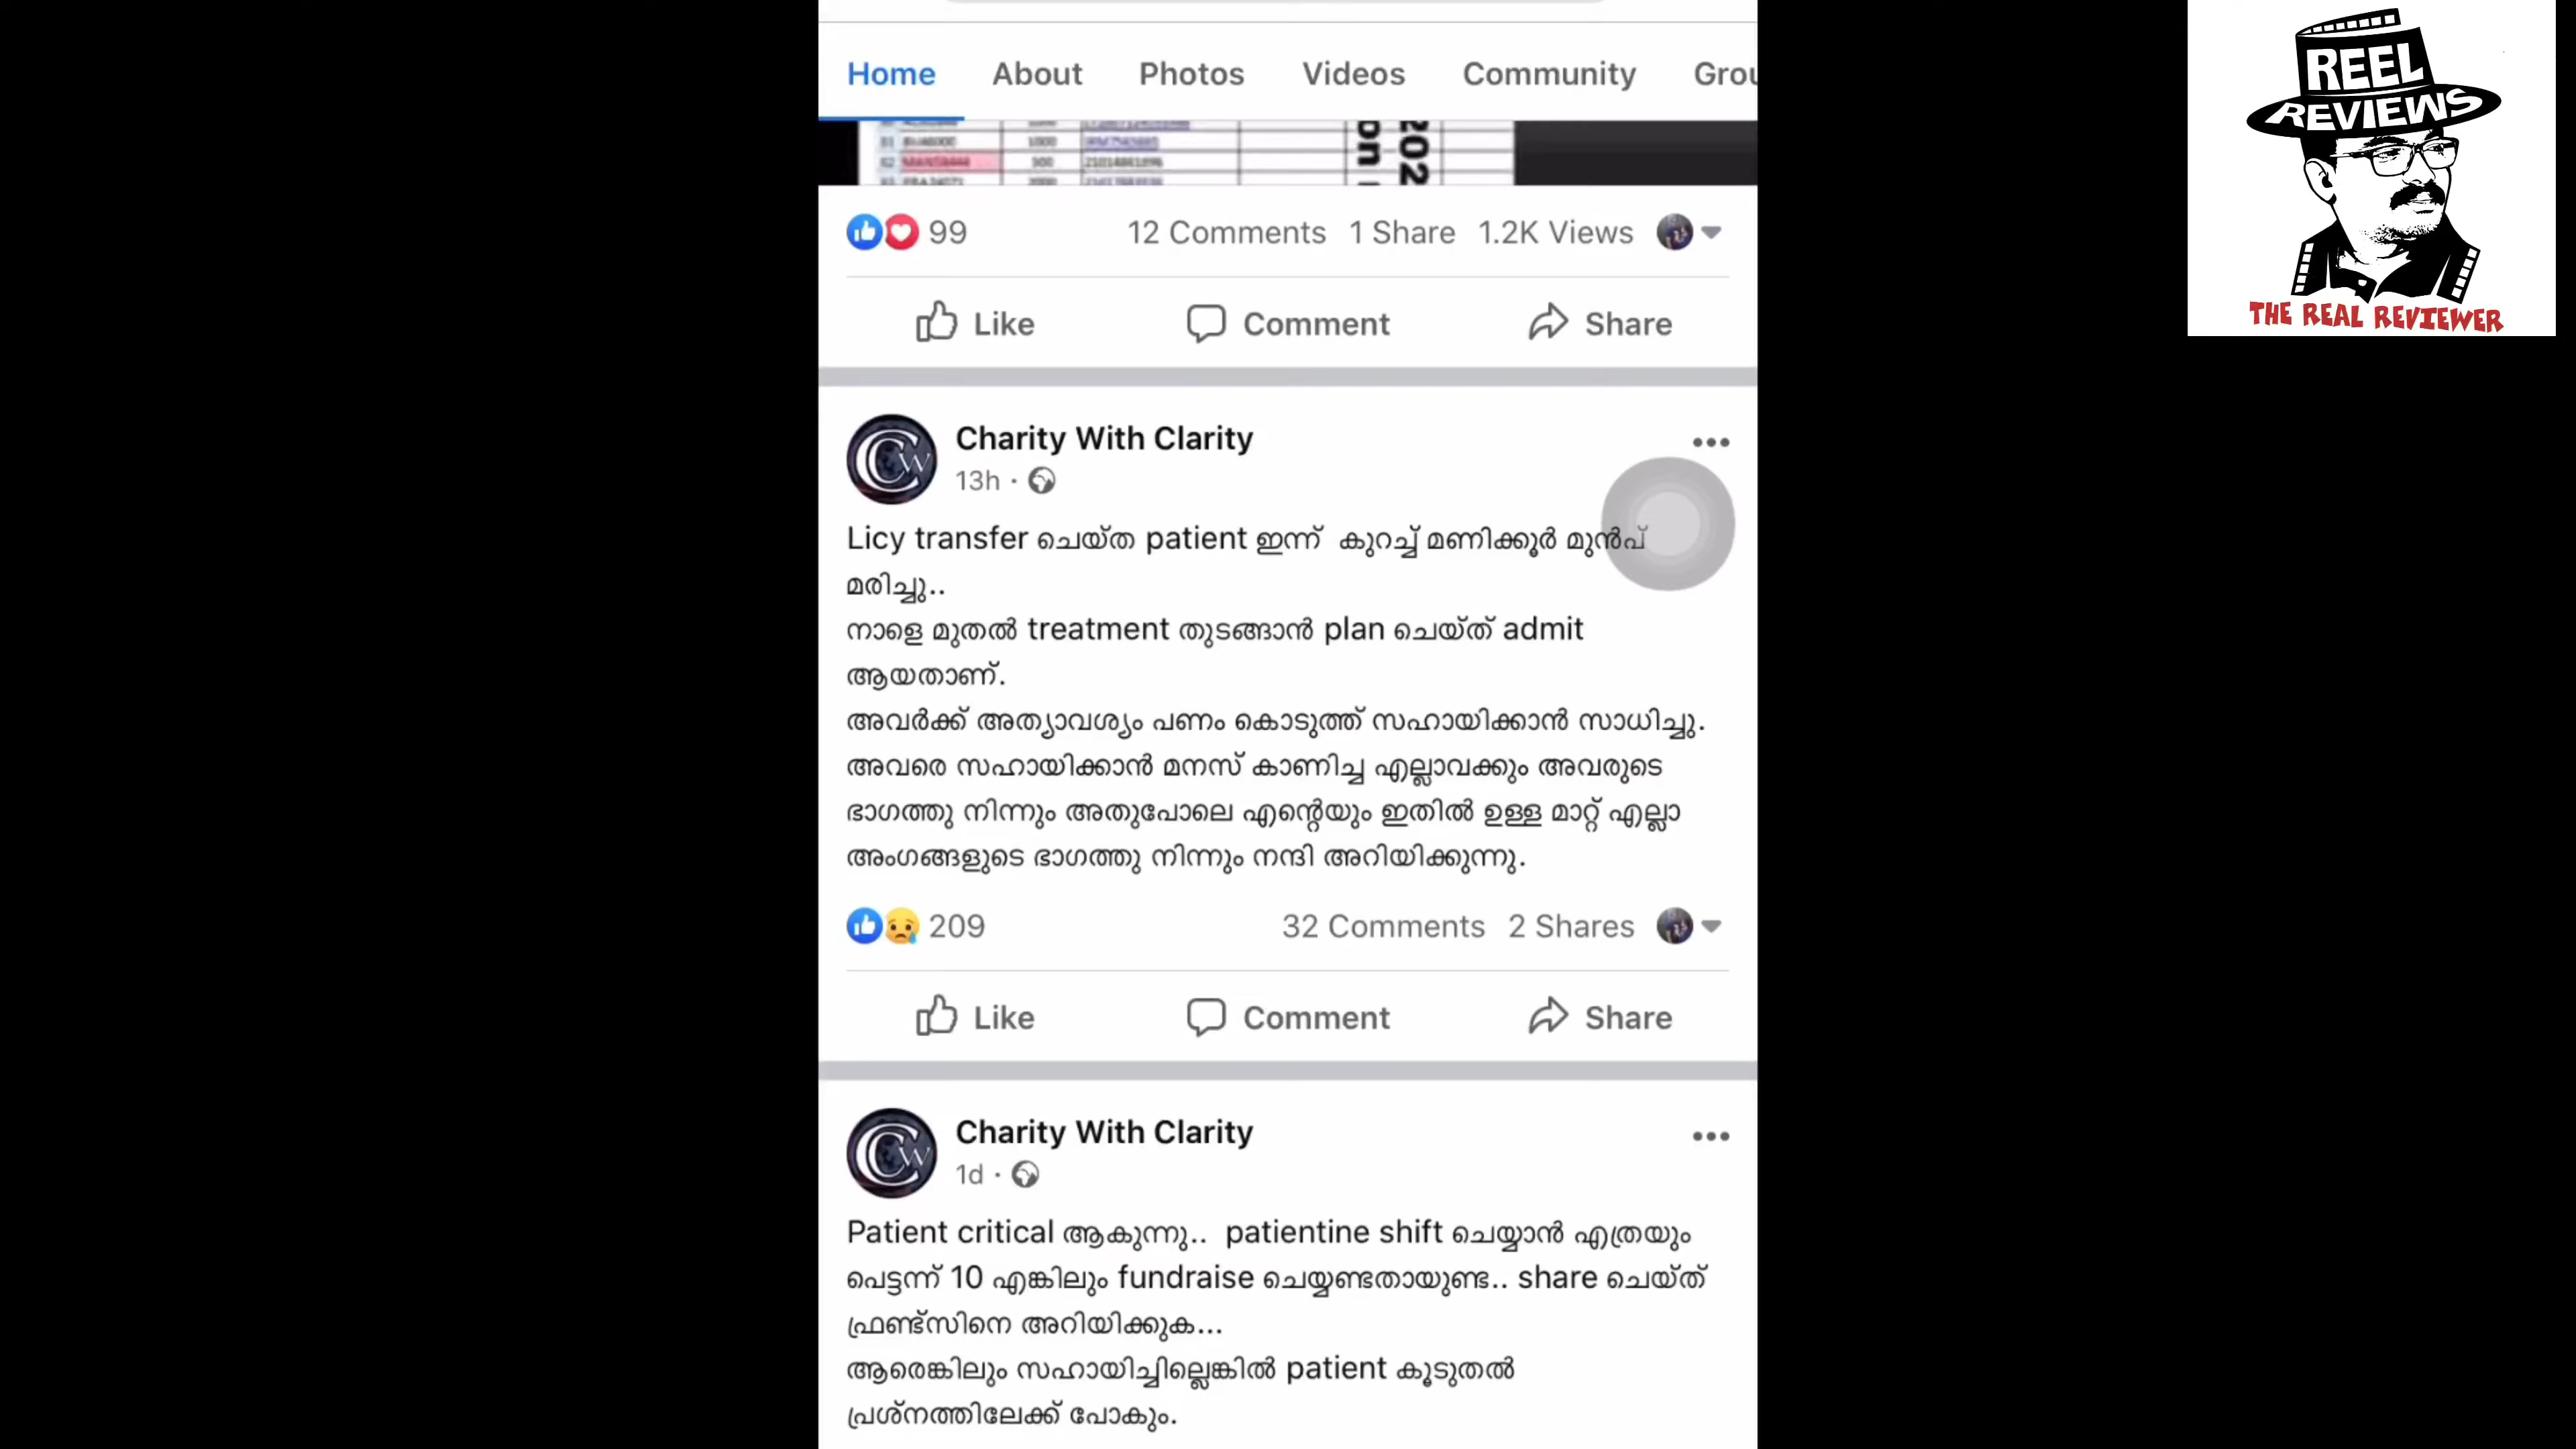 Home About Photos Videos Community Grou
1000
500
on
202
99 12 Comments 1 Share 1.2K Views
Like Comment Share
Charity With Clarity
13h
Licy transfer ചെയ്ത patient ഇന്ന് കുറച്ച് മണിക്കൂർ മുൻപ്
മരിച്ചു..
നാളെ മുതൽ treatment തുടങ്ങാൻ plan ചെയ്ത് admit
ആയതാണ്.
അവർക്ക് അത്യാവശ്യം പണം കൊടുത്ത് സഹായിക്കാൻ സാധിച്ചു.
അവരെ സഹായിക്കാൻ മനസ് കാണിച്ച എല്ലാവക്കും അവരുടെ
ഭാഗത്തു നിന്നും അതുപോലെ എന്റെയും ഇതിൽ ഉള്ള മാറ്റ് എല്ലാ
അംഗങ്ങളുടെ ഭാഗത്തു നിന്നും നന്ദി അറിയിക്കുന്നു.
209 32 Comments 2 Shares
Like Comment Share
Charity With Clarity
1d
Patient critical ആകുന്നു.. patientine shift ചെയ്യാൻ എത്രയും
പെട്ടന്ന് 10 എങ്കിലും fundraise ചെയ്യണ്ടതായുണ്ട.. share ചെയ്ത്
ഫ്രണ്ട്സിനെ അറിയിക്കുക...
ആരെങ്കിലും സഹായിച്ചില്ലെങ്കിൽ patient കൂടുതൽ
പ്രശ്നത്തിലേക്ക് പോകും.
REEL
REVIEWS
THE REAL REVIEWER